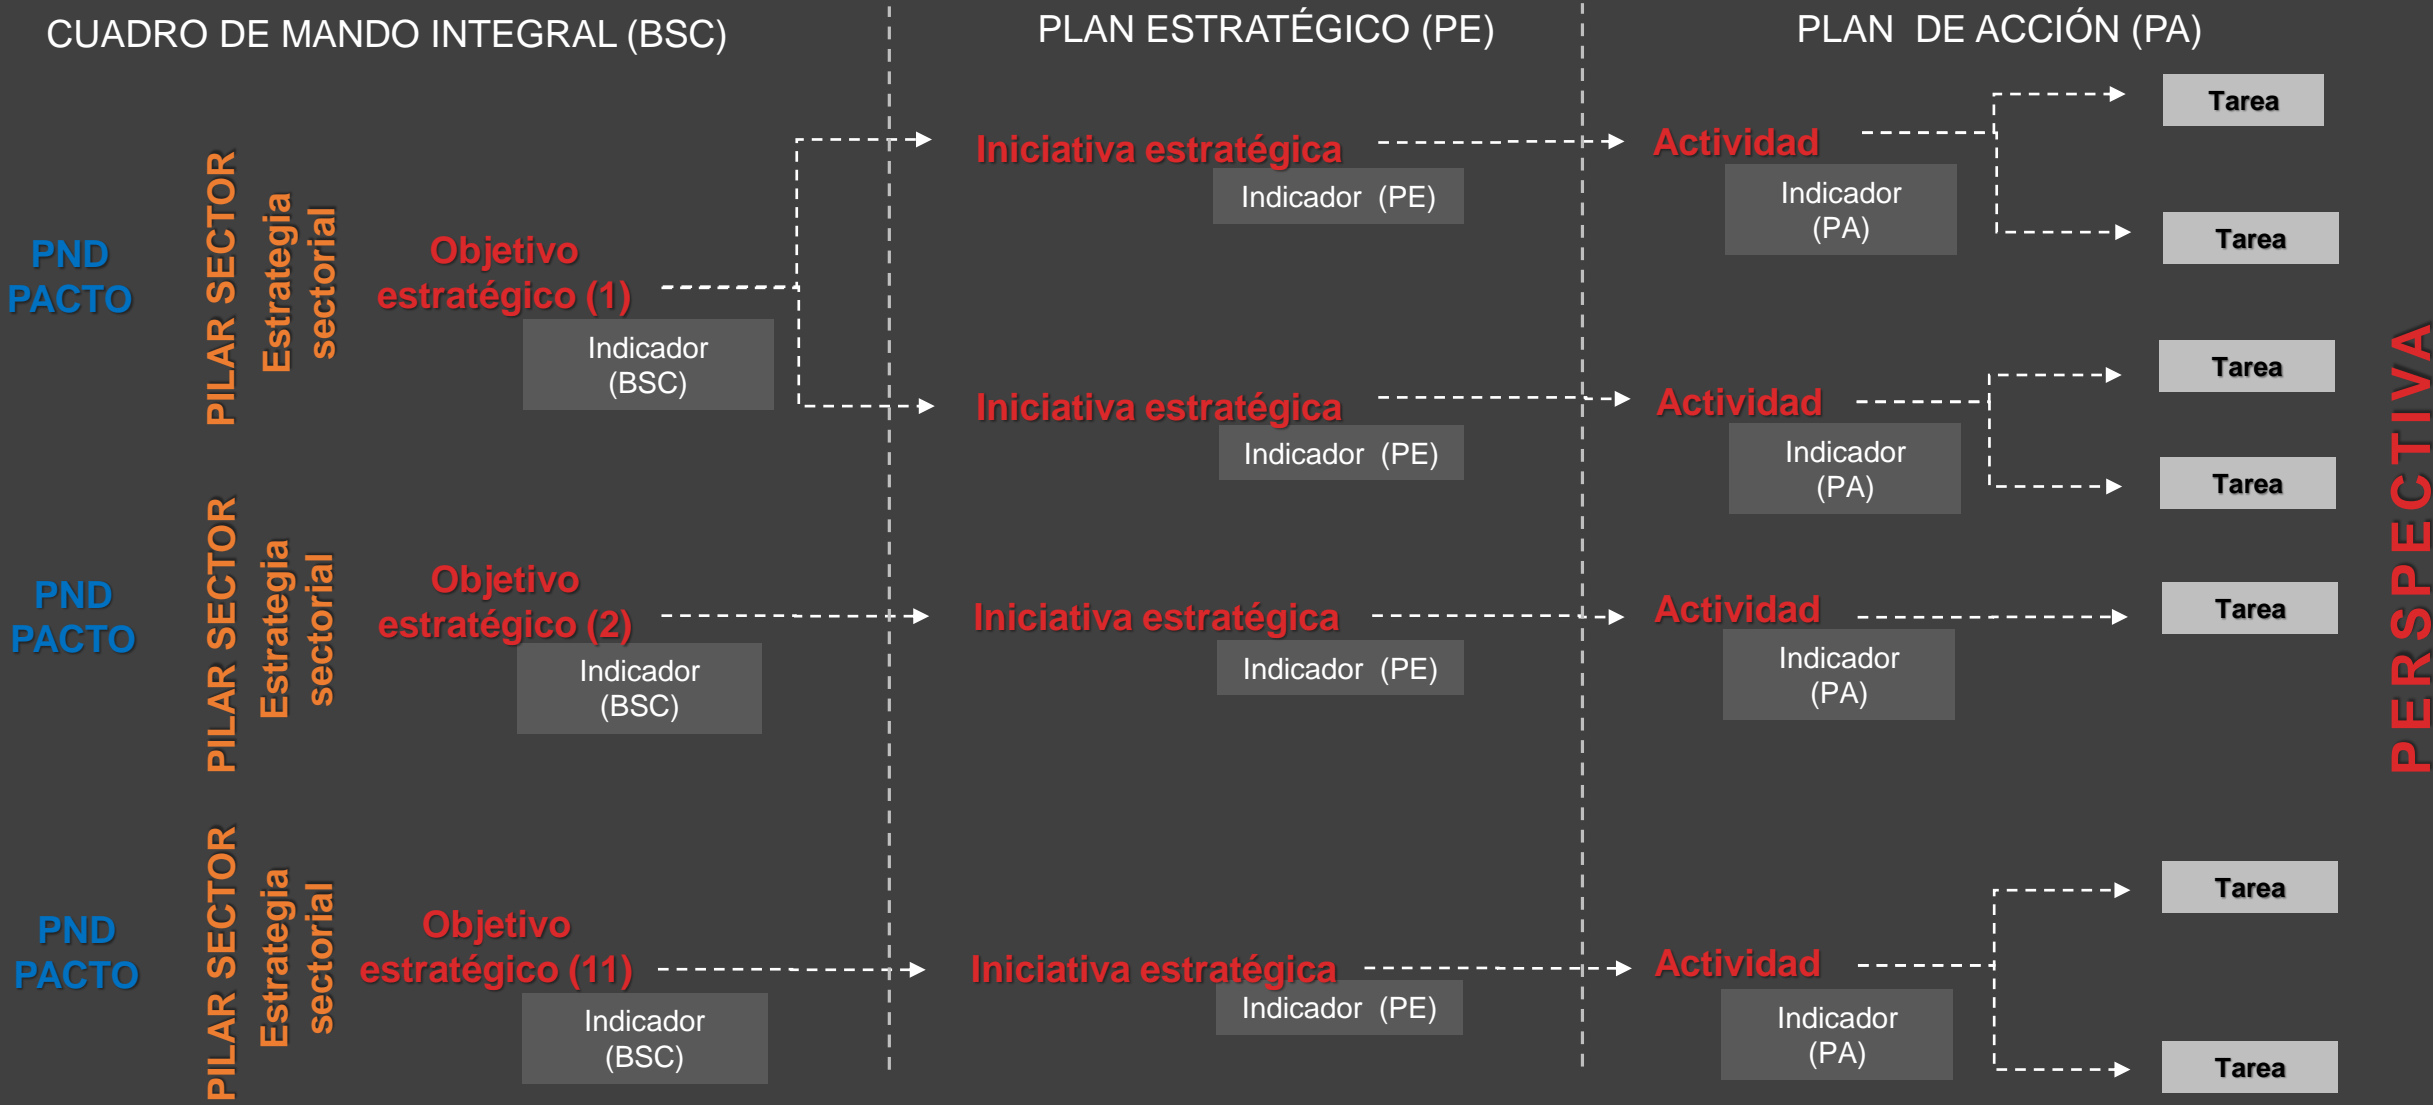 CUADRO DE MANDO INTEGRAL (BSC)
PLAN ESTRATÉGICO (PE)
PLAN DE ACCIÓN (PA)
PND
PACTO
PILAR SECTOR
Estrategia
sectorial
Objetivo
estratégico (1)
Indicador
(BSC)
Iniciativa estratégica
Indicador (PE)
Actividad
Indicador
(PA)
Tarea
Tarea
Iniciativa estratégica
Indicador (PE)
Actividad
Indicador
(PA)
Tarea
Tarea
PND
PACTO
PILAR SECTOR
Estrategia
sectorial
Objetivo
estratégico (2)
Indicador
(BSC)
Iniciativa estratégica
Indicador (PE)
Actividad
Indicador
(PA)
Tarea
PND
PACTO
PILAR SECTOR
Estrategia
sectorial
Objetivo
estratégico (11)
Indicador
(BSC)
Iniciativa estratégica
Indicador (PE)
Actividad
Indicador
(PA)
Tarea
Tarea
PERSPECTIVA